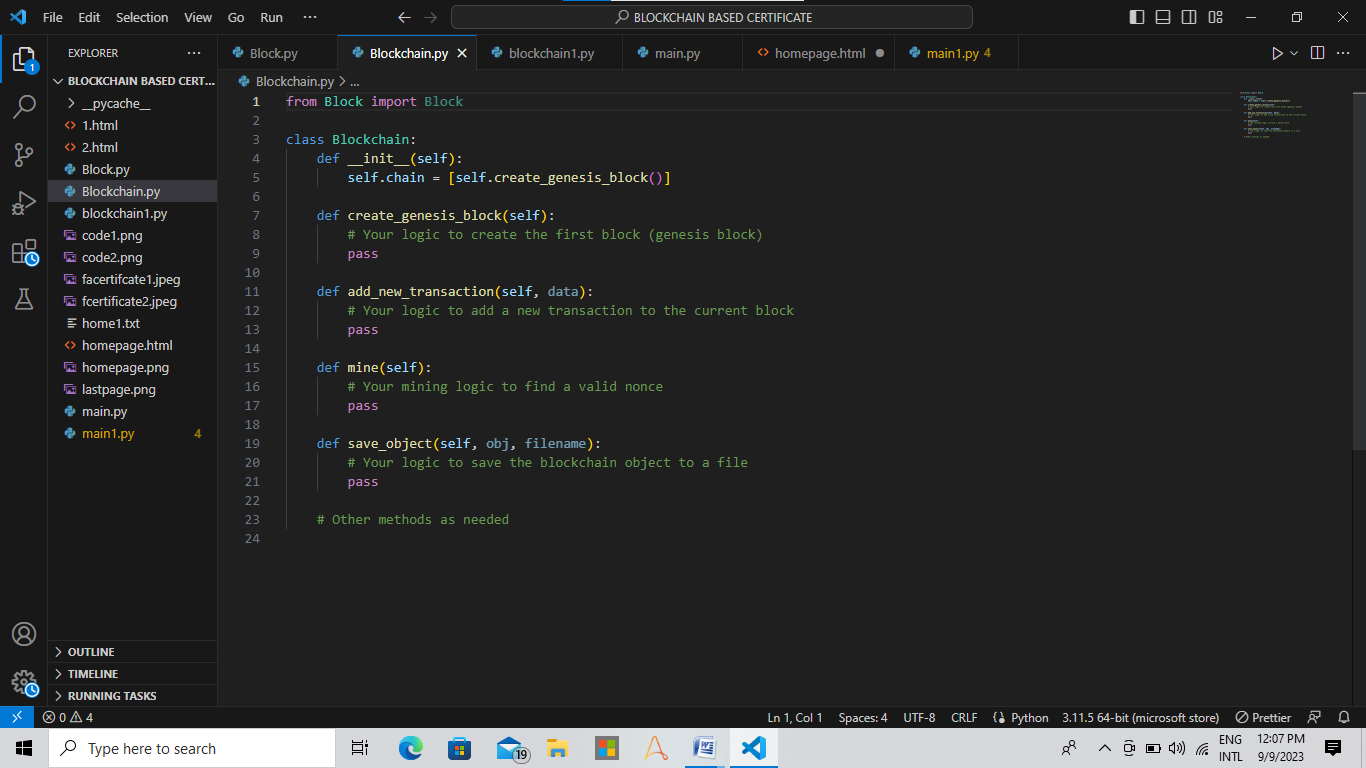 File Edit Selection View Go Run ··· BLOCKCHAIN BASED CERTIFICATE
EXPLORER ···
BLOCKCHAIN BASED CERT...
__pycache__
1.html
2.html
Block.py
Blockchain.py
blockchain1.py
code1.png
code2.png
facertifcate1.jpeg
fcertificate2.jpeg
home1.txt
homepage.html
homepage.png
lastpage.png
main.py
main1.py 4
OUTLINE
TIMELINE
RUNNING TASKS
1
Block.py Blockchain.py blockchain1.py main.py homepage.html main1.py 4
Blockchain.py > ...
1 from Block import Block
2
3 class Blockchain:
4 def __init__(self):
5 self.chain = [self.create_genesis_block()]
6
7 def create_genesis_block(self):
8 # Your logic to create the first block (genesis block)
9 pass
10
11 def add_new_transaction(self, data):
12 # Your logic to add a new transaction to the current block
13 pass
14
15 def mine(self):
16 # Your mining logic to find a valid nonce
17 pass
18
19 def save_object(self, obj, filename):
20 # Your logic to save the blockchain object to a file
21 pass
22
23 # Other methods as needed
24
0 4 Ln 1, Col 1 Spaces: 4 UTF-8 CRLF Python 3.11.5 64-bit (microsoft store) Prettier
Type here to search 19 ENG 12:07 PM
INTL 9/9/2023